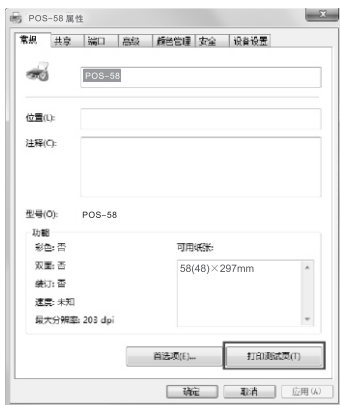 POS-58 属性
常规 共享 端口 高级 颜色管理 安全 设备设置
POS-58
位置(L):
注释(C):
型号(O): POS-58
功能
彩色: 否 可用纸张:
双面: 否 58(48)×297mm
装订: 否
速度: 未知
最大分辨率: 203 dpi
首选项(E)... 打印测试页(T)
确定 取消 应用(A)